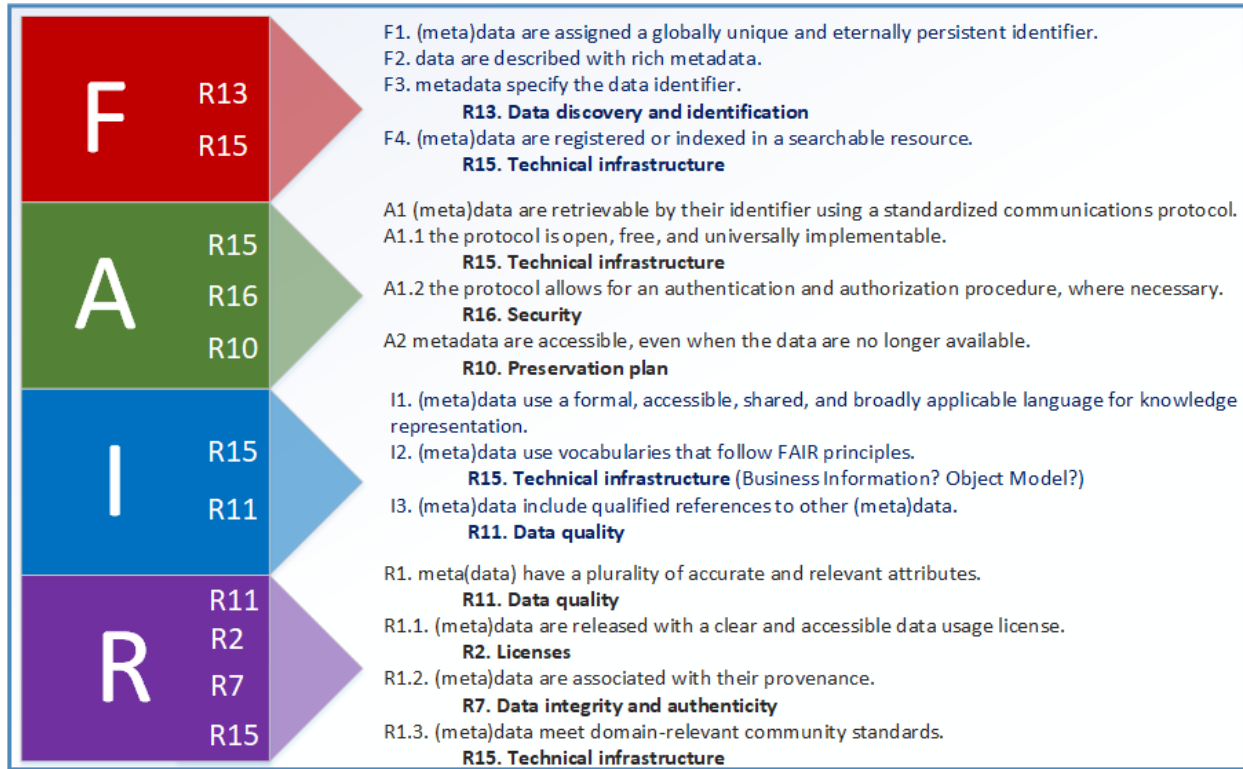 F
R13
R15
F1. (meta)data are assigned a globally unique and eternally persistent identifier.
F2. data are described with rich metadata.
F3. metadata specify the data identifier.
R13. Data discovery and identification
F4. (meta)data are registered or indexed in a searchable resource.
R15. Technical infrastructure
A
R15
R16
R10
A1 (meta)data are retrievable by their identifier using a standardized communications protocol.
A1.1 the protocol is open, free, and universally implementable.
R15. Technical infrastructure
A1.2 the protocol allows for an authentication and authorization procedure, where necessary.
R16. Security
A2 metadata are accessible, even when the data are no longer available.
R10. Preservation plan
I
R15
R11
I1. (meta)data use a formal, accessible, shared, and broadly applicable language for knowledge
representation.
I2. (meta)data use vocabularies that follow FAIR principles.
R15. Technical infrastructure (Business Information? Object Model?)
I3. (meta)data include qualified references to other (meta)data.
R11. Data quality
R
R11
R2
R7
R15
R1. meta(data) have a plurality of accurate and relevant attributes.
R11. Data quality
R1.1. (meta)data are released with a clear and accessible data usage license.
R2. Licenses
R1.2. (meta)data are associated with their provenance.
R7. Data integrity and authenticity
R1.3. (meta)data meet domain-relevant community standards.
R15. Technical infrastructure